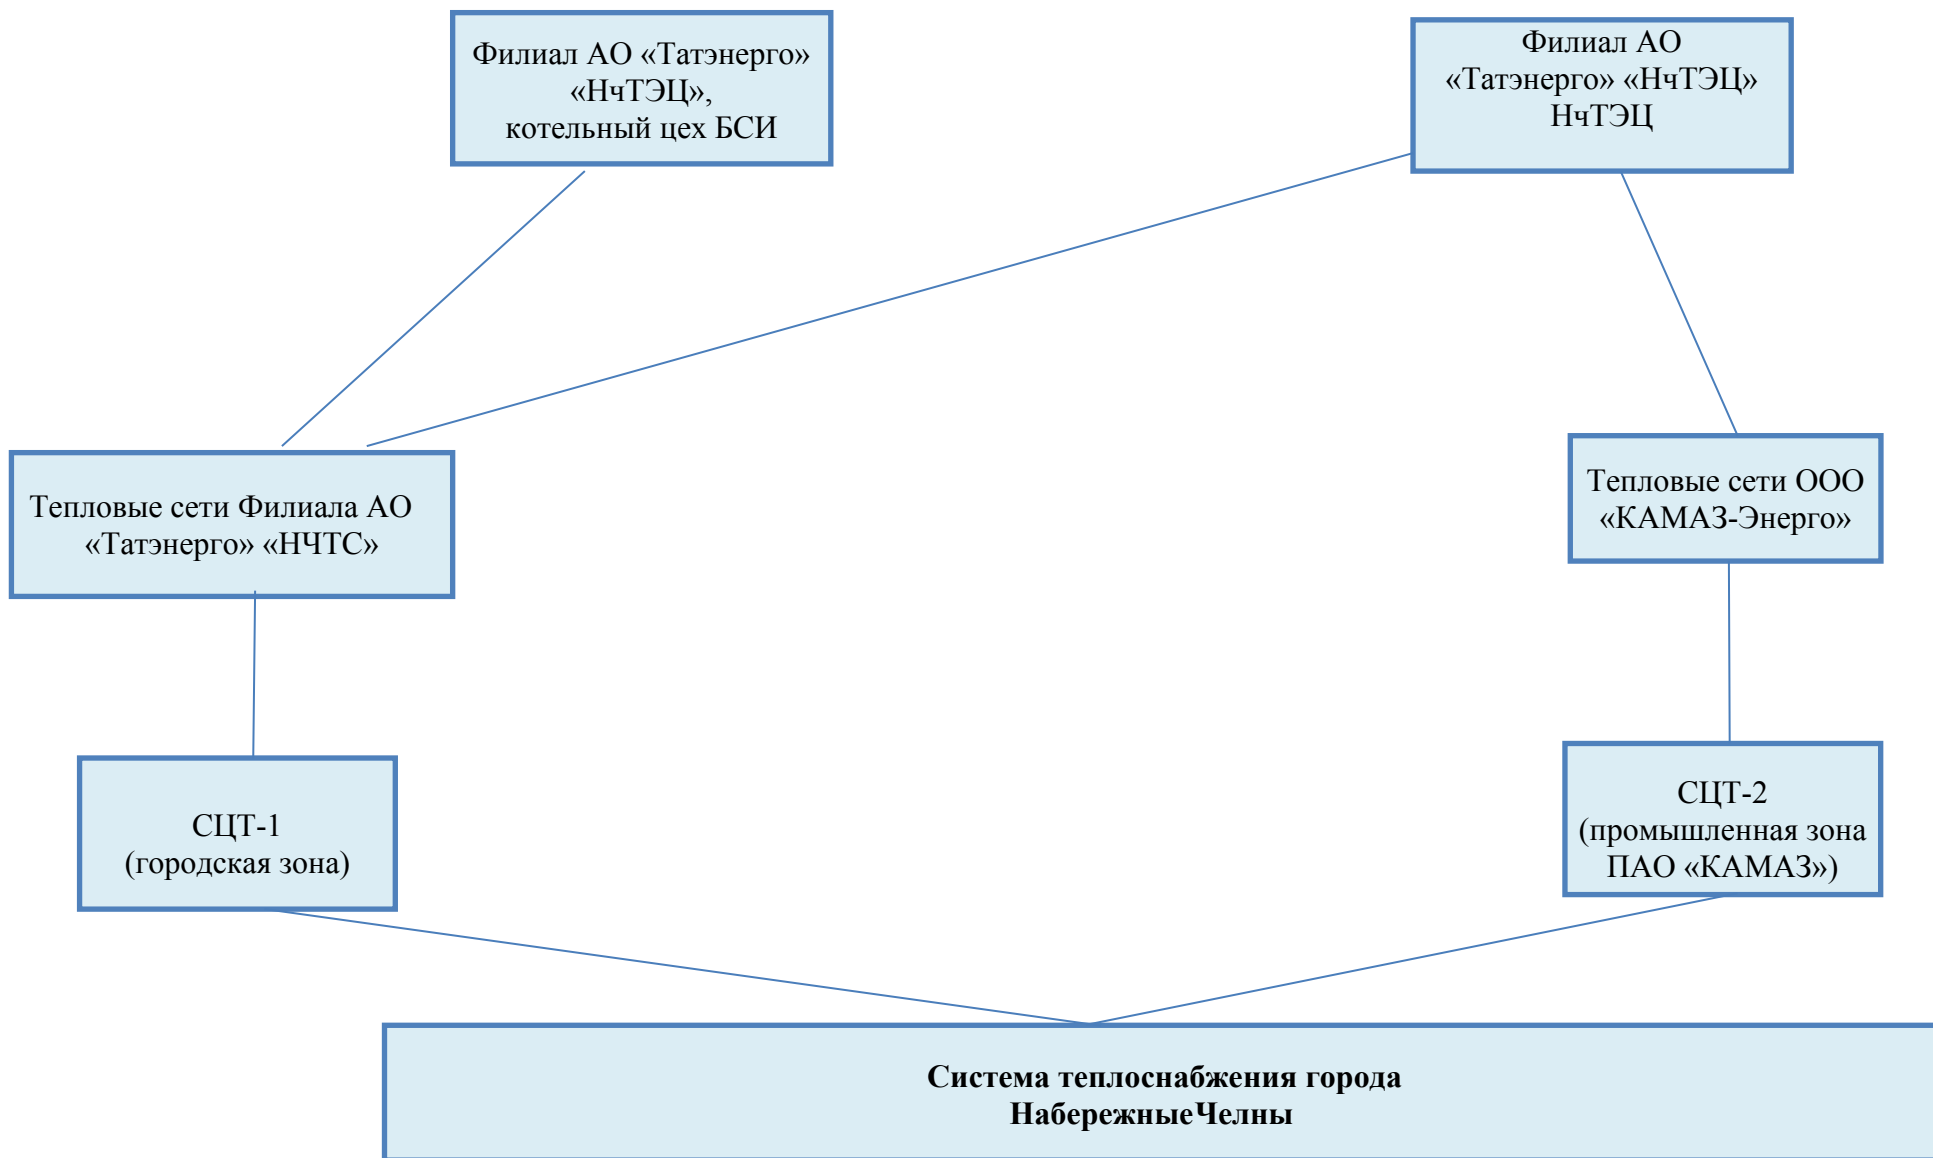 Филиал АО «Татэнерго»
«НчТЭЦ»,
котельный цех БСИ
Филиал АО
«Татэнерго» «НчТЭЦ»
НчТЭЦ
Тепловые сети Филиала АО
«Татэнерго» «НЧТС»
Тепловые сети ООО
«КАМАЗ-Энерго»
СЦТ-1
(городская зона)
СЦТ-2
(промышленная зона
ПАО «КАМАЗ»)
Система теплоснабжения города
НабережныеЧелны